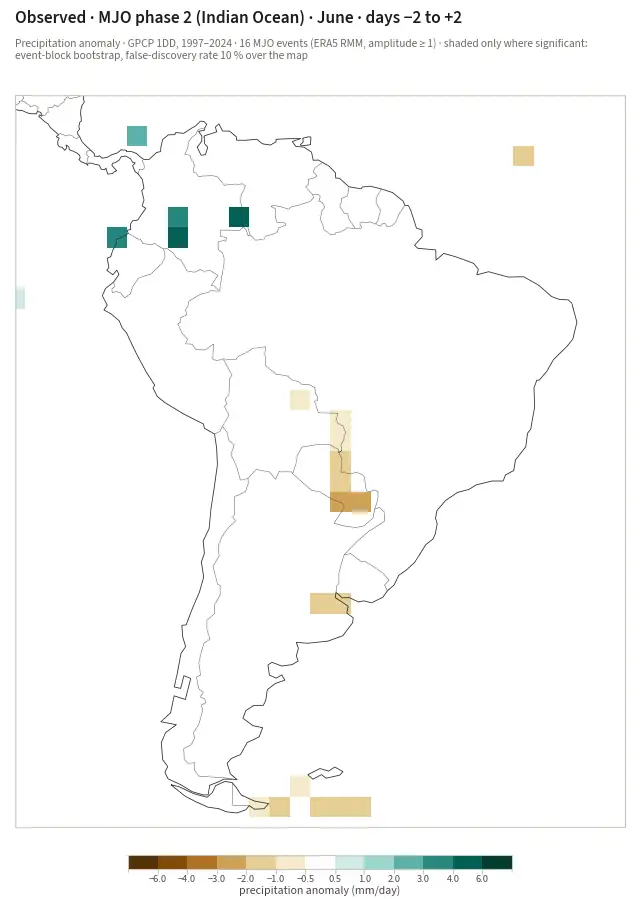 Observed · MJO phase 2 (Indian Ocean) · June · days −2 to +2
Precipitation anomaly · GPCP 1DD, 1997–2024 · 16 MJO events (ERA5 RMM, amplitude ≥ 1) · shaded only where significant:
event-block bootstrap, false-discovery rate 10 % over the map
−6.0 −4.0 −3.0 −2.0 −1.0 −0.5 0.5 1.0 2.0 3.0 4.0 6.0
precipitation anomaly (mm/day)